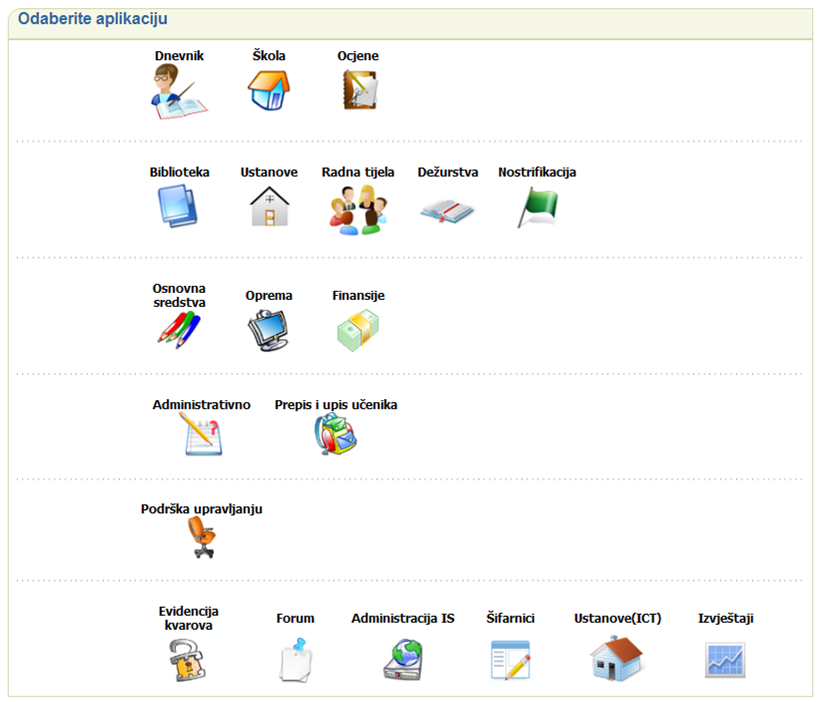 Odaberite aplikaciju
Dnevnik Škola Ocjene
Biblioteka Ustanove Radna tijela Dežurstva Nostrifikacija
Osnovna
sredstva Oprema Finansije
Administrativno Prepis i upis učenika
Podrška upravljanju
Evidencija
kvarova Forum Administracija IS Šifarnici Ustanove(ICT) Izvještaji